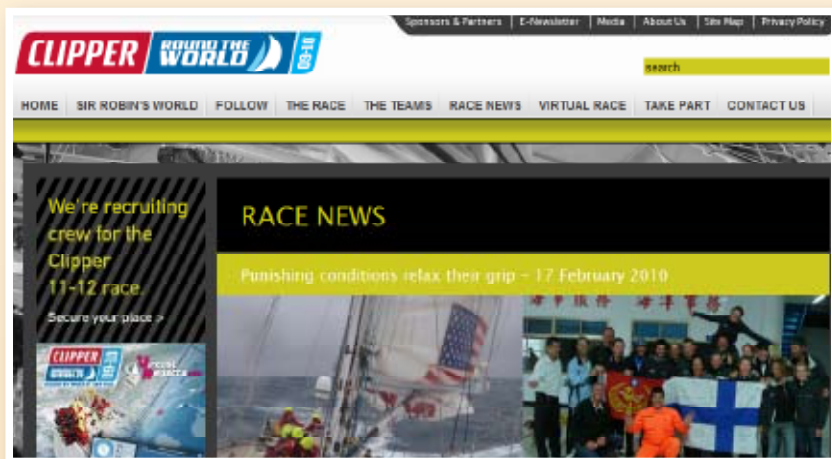 Sponsors & Partners | E-Newsletter | Media | About Us | Site Map | Privacy Policy
CLIPPER ROUND THE WORLD 09-10
search
HOME SIR ROBIN'S WORLD FOLLOW THE RACE THE TEAMS RACE NEWS VIRTUAL RACE TAKE PART CONTACT US
We're recruiting
crew for the
Clipper
11-12 race.
Secure your place >
RACE NEWS
Punishing conditions relax their grip – 17 February 2010
CLIPPER